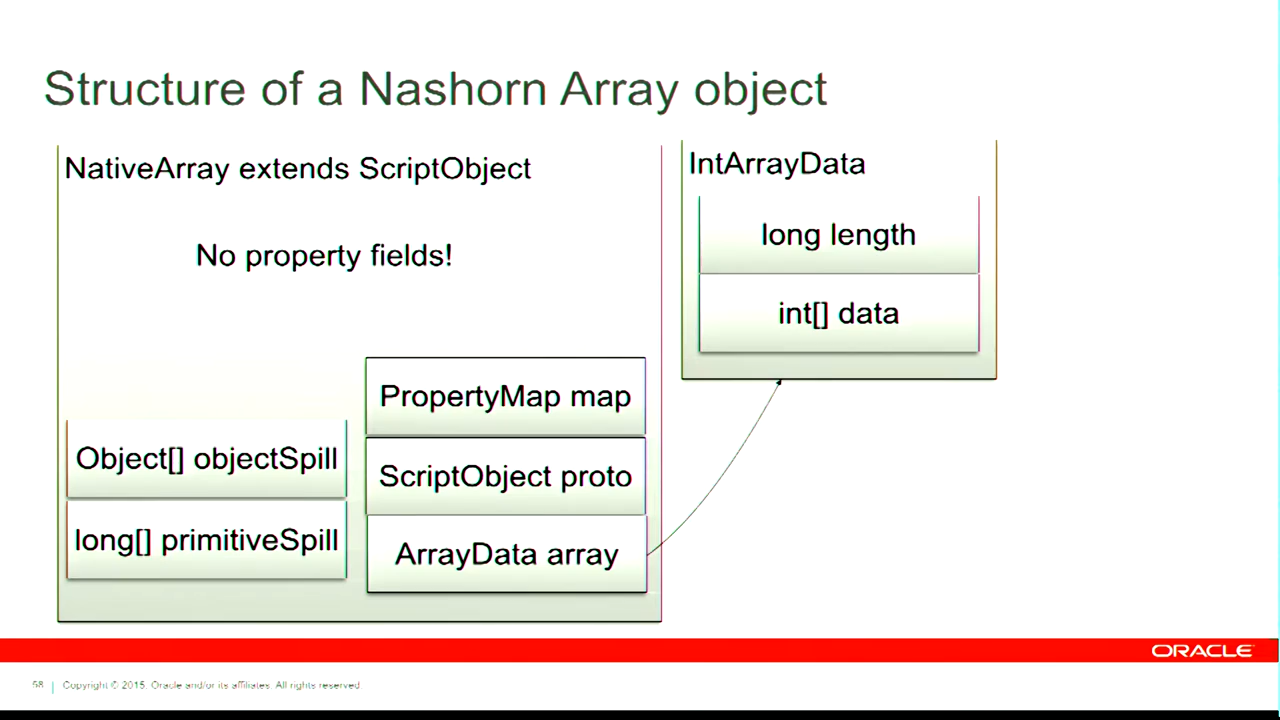 Structure of a Nashorn Array object
NativeArray extends ScriptObject
No property fields!
PropertyMap map
Object[] objectSpill
ScriptObject proto
long[] primitiveSpill
ArrayData array
IntArrayData
long length
int[] data
ORACLE
58 | Copyright © 2015, Oracle and/or its affiliates. All rights reserved.